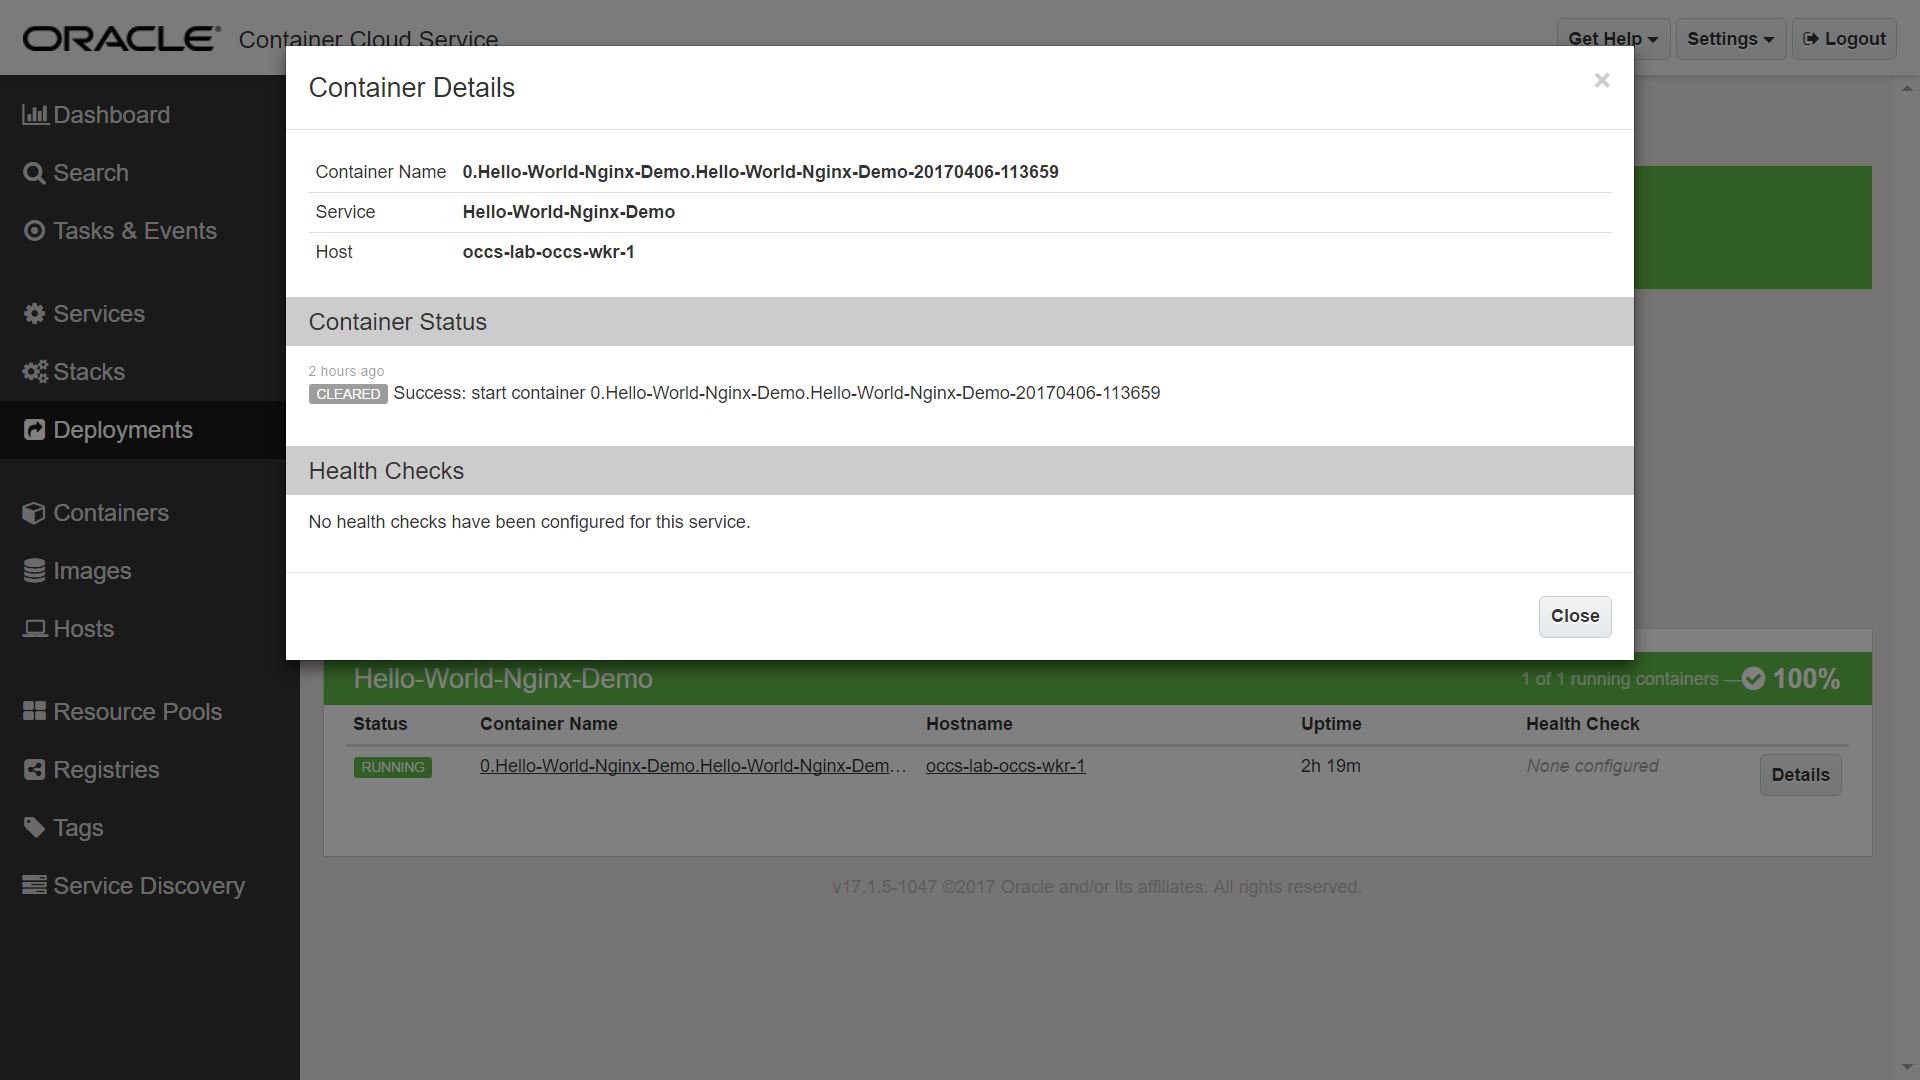 ORACLE® Container Cloud Service
Get Help
Settings
Logout
Dashboard
Search
Tasks & Events
Services
Stacks
Deployments
Containers
Images
Hosts
Resource Pools
Registries
Tags
Service Discovery
Container Details
×
Container Name 0.Hello-World-Nginx-Demo.Hello-World-Nginx-Demo-20170406-113659
Service Hello-World-Nginx-Demo
Host occs-lab-occs-wkr-1
Container Status
2 hours ago
CLEARED Success: start container 0.Hello-World-Nginx-Demo.Hello-World-Nginx-Demo-20170406-113659
Health Checks
No health checks have been configured for this service.
Close
Hello-World-Nginx-Demo 1 of 1 running containers — 100%
Status Container Name Hostname Uptime Health Check
RUNNING 0.Hello-World-Nginx-Demo.Hello-World-Nginx-Dem... occs-lab-occs-wkr-1 2h 19m None configured Details
v17.1.5-1047 ©2017 Oracle and/or its affiliates. All rights reserved.